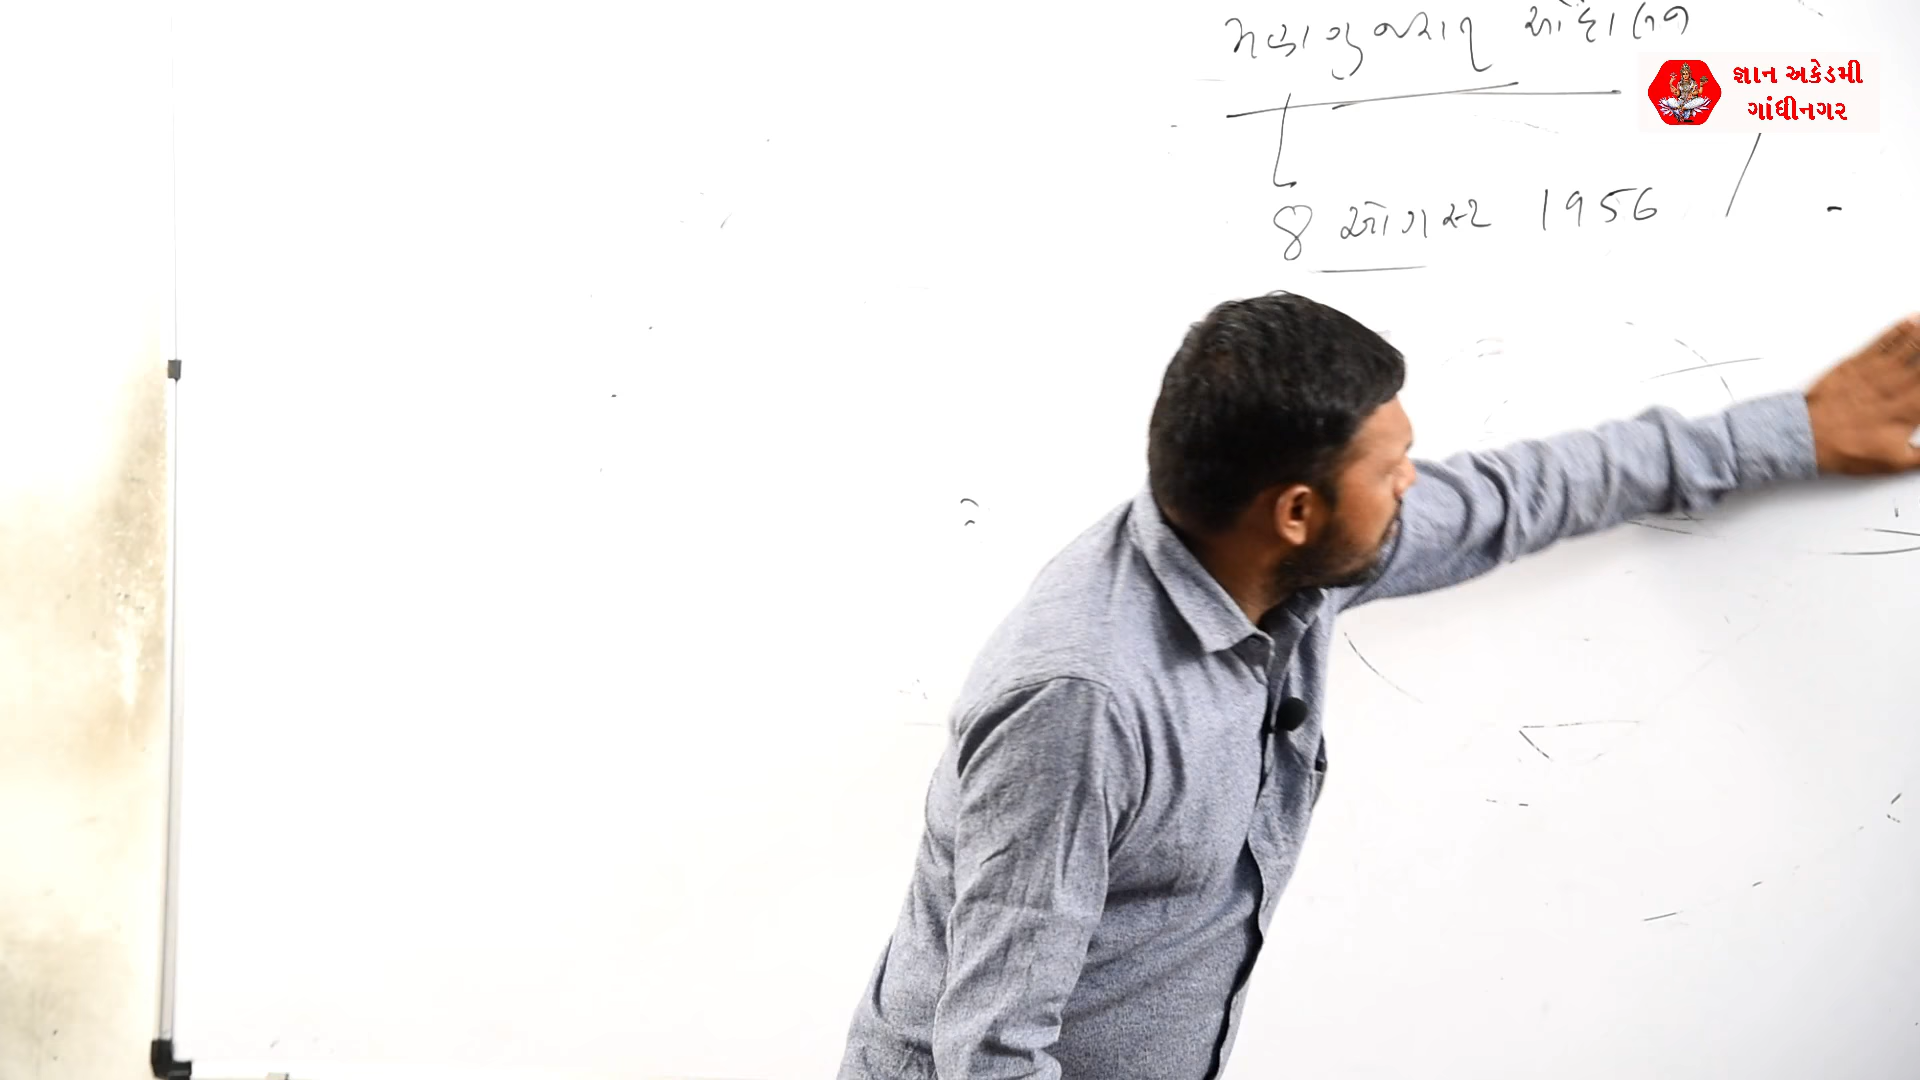 મહાગુજરાત આંદોલન
જ્ઞાન અકેડમી
ગાંધીનગર
8 ઓગસ્ટ 1956